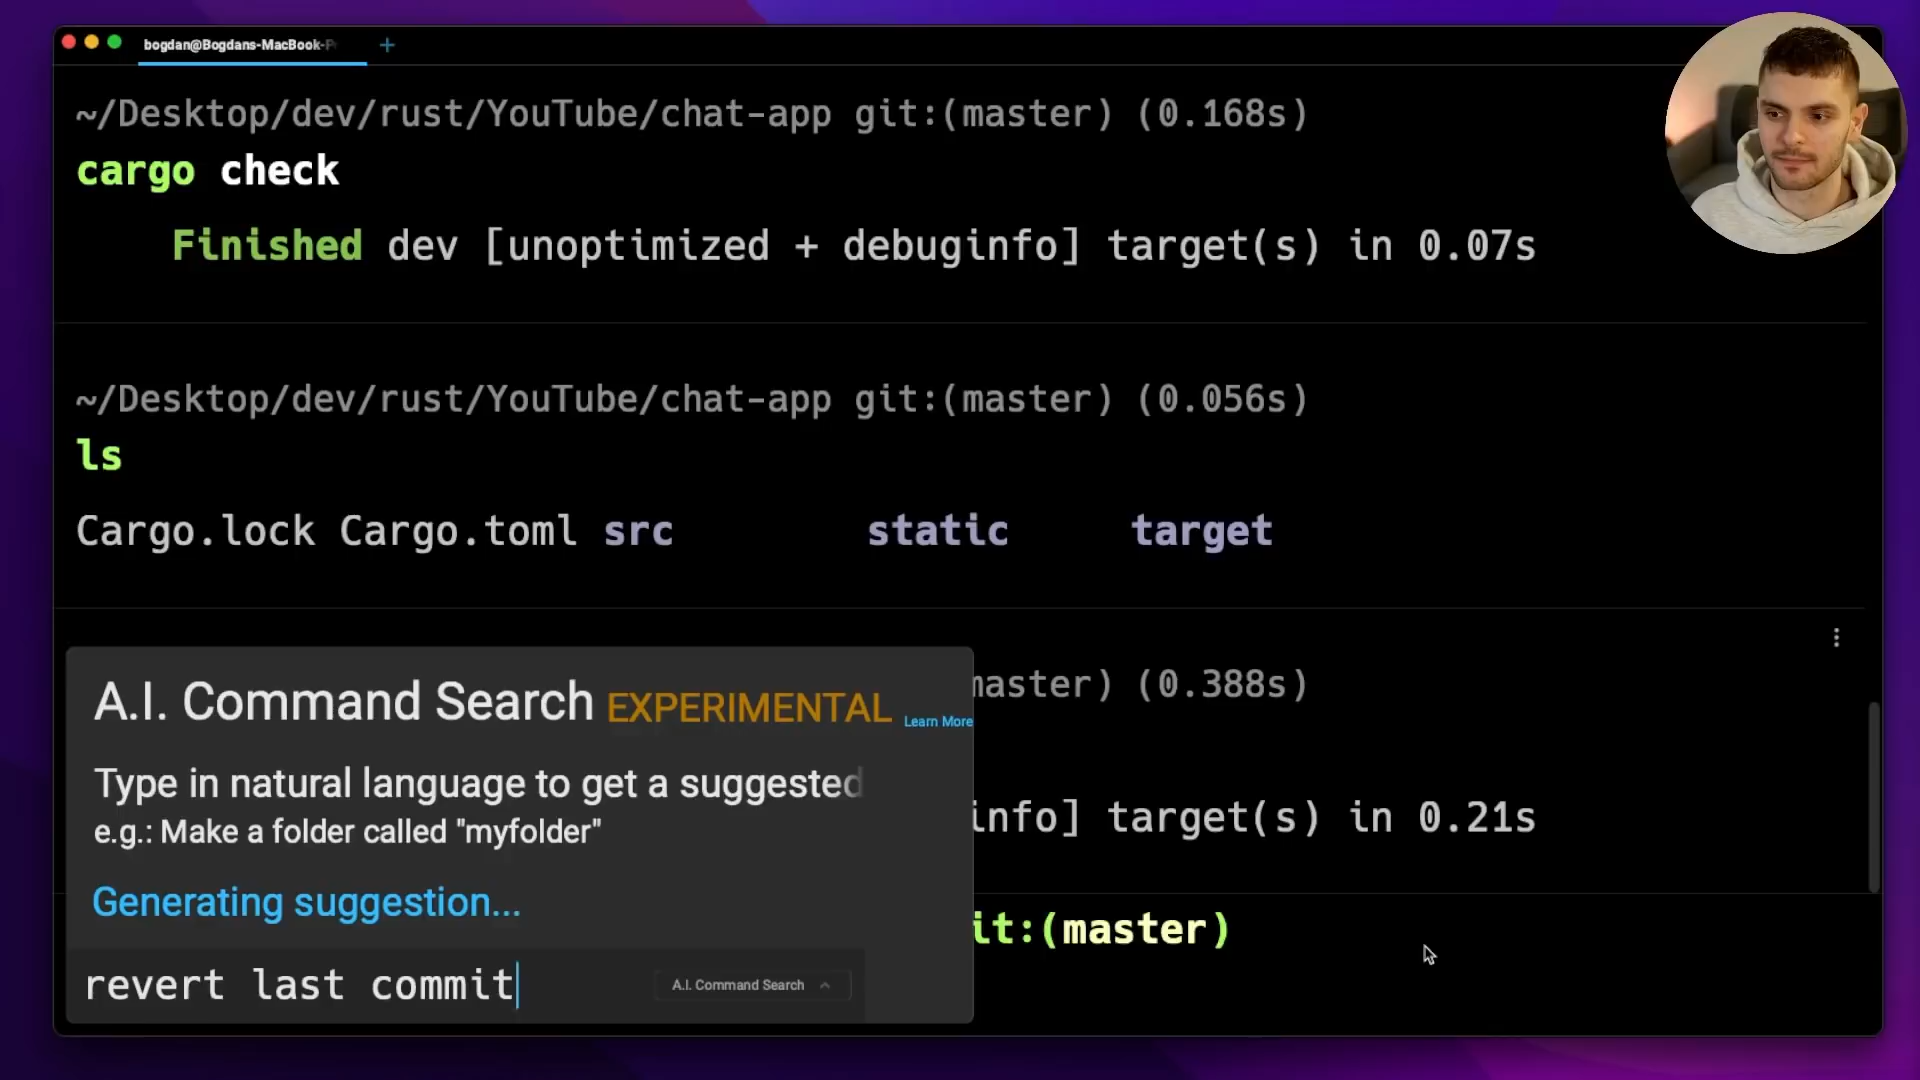 bogdan@Bogdans-MacBook-P
+
~/Desktop/dev/rust/YouTube/chat-app git:(master) (0.168s)
cargo check
Finished dev [unoptimized + debuginfo] target(s) in 0.07s
~/Desktop/dev/rust/YouTube/chat-app git:(master) (0.056s)
ls
Cargo.lock Cargo.toml src static target
master) (0.388s)
info] target(s) in 0.21s
it:(master)
A.I. Command Search EXPERIMENTAL Learn More
Type in natural language to get a suggested
e.g.: Make a folder called "myfolder"
Generating suggestion...
revert last commit
A.I. Command Search